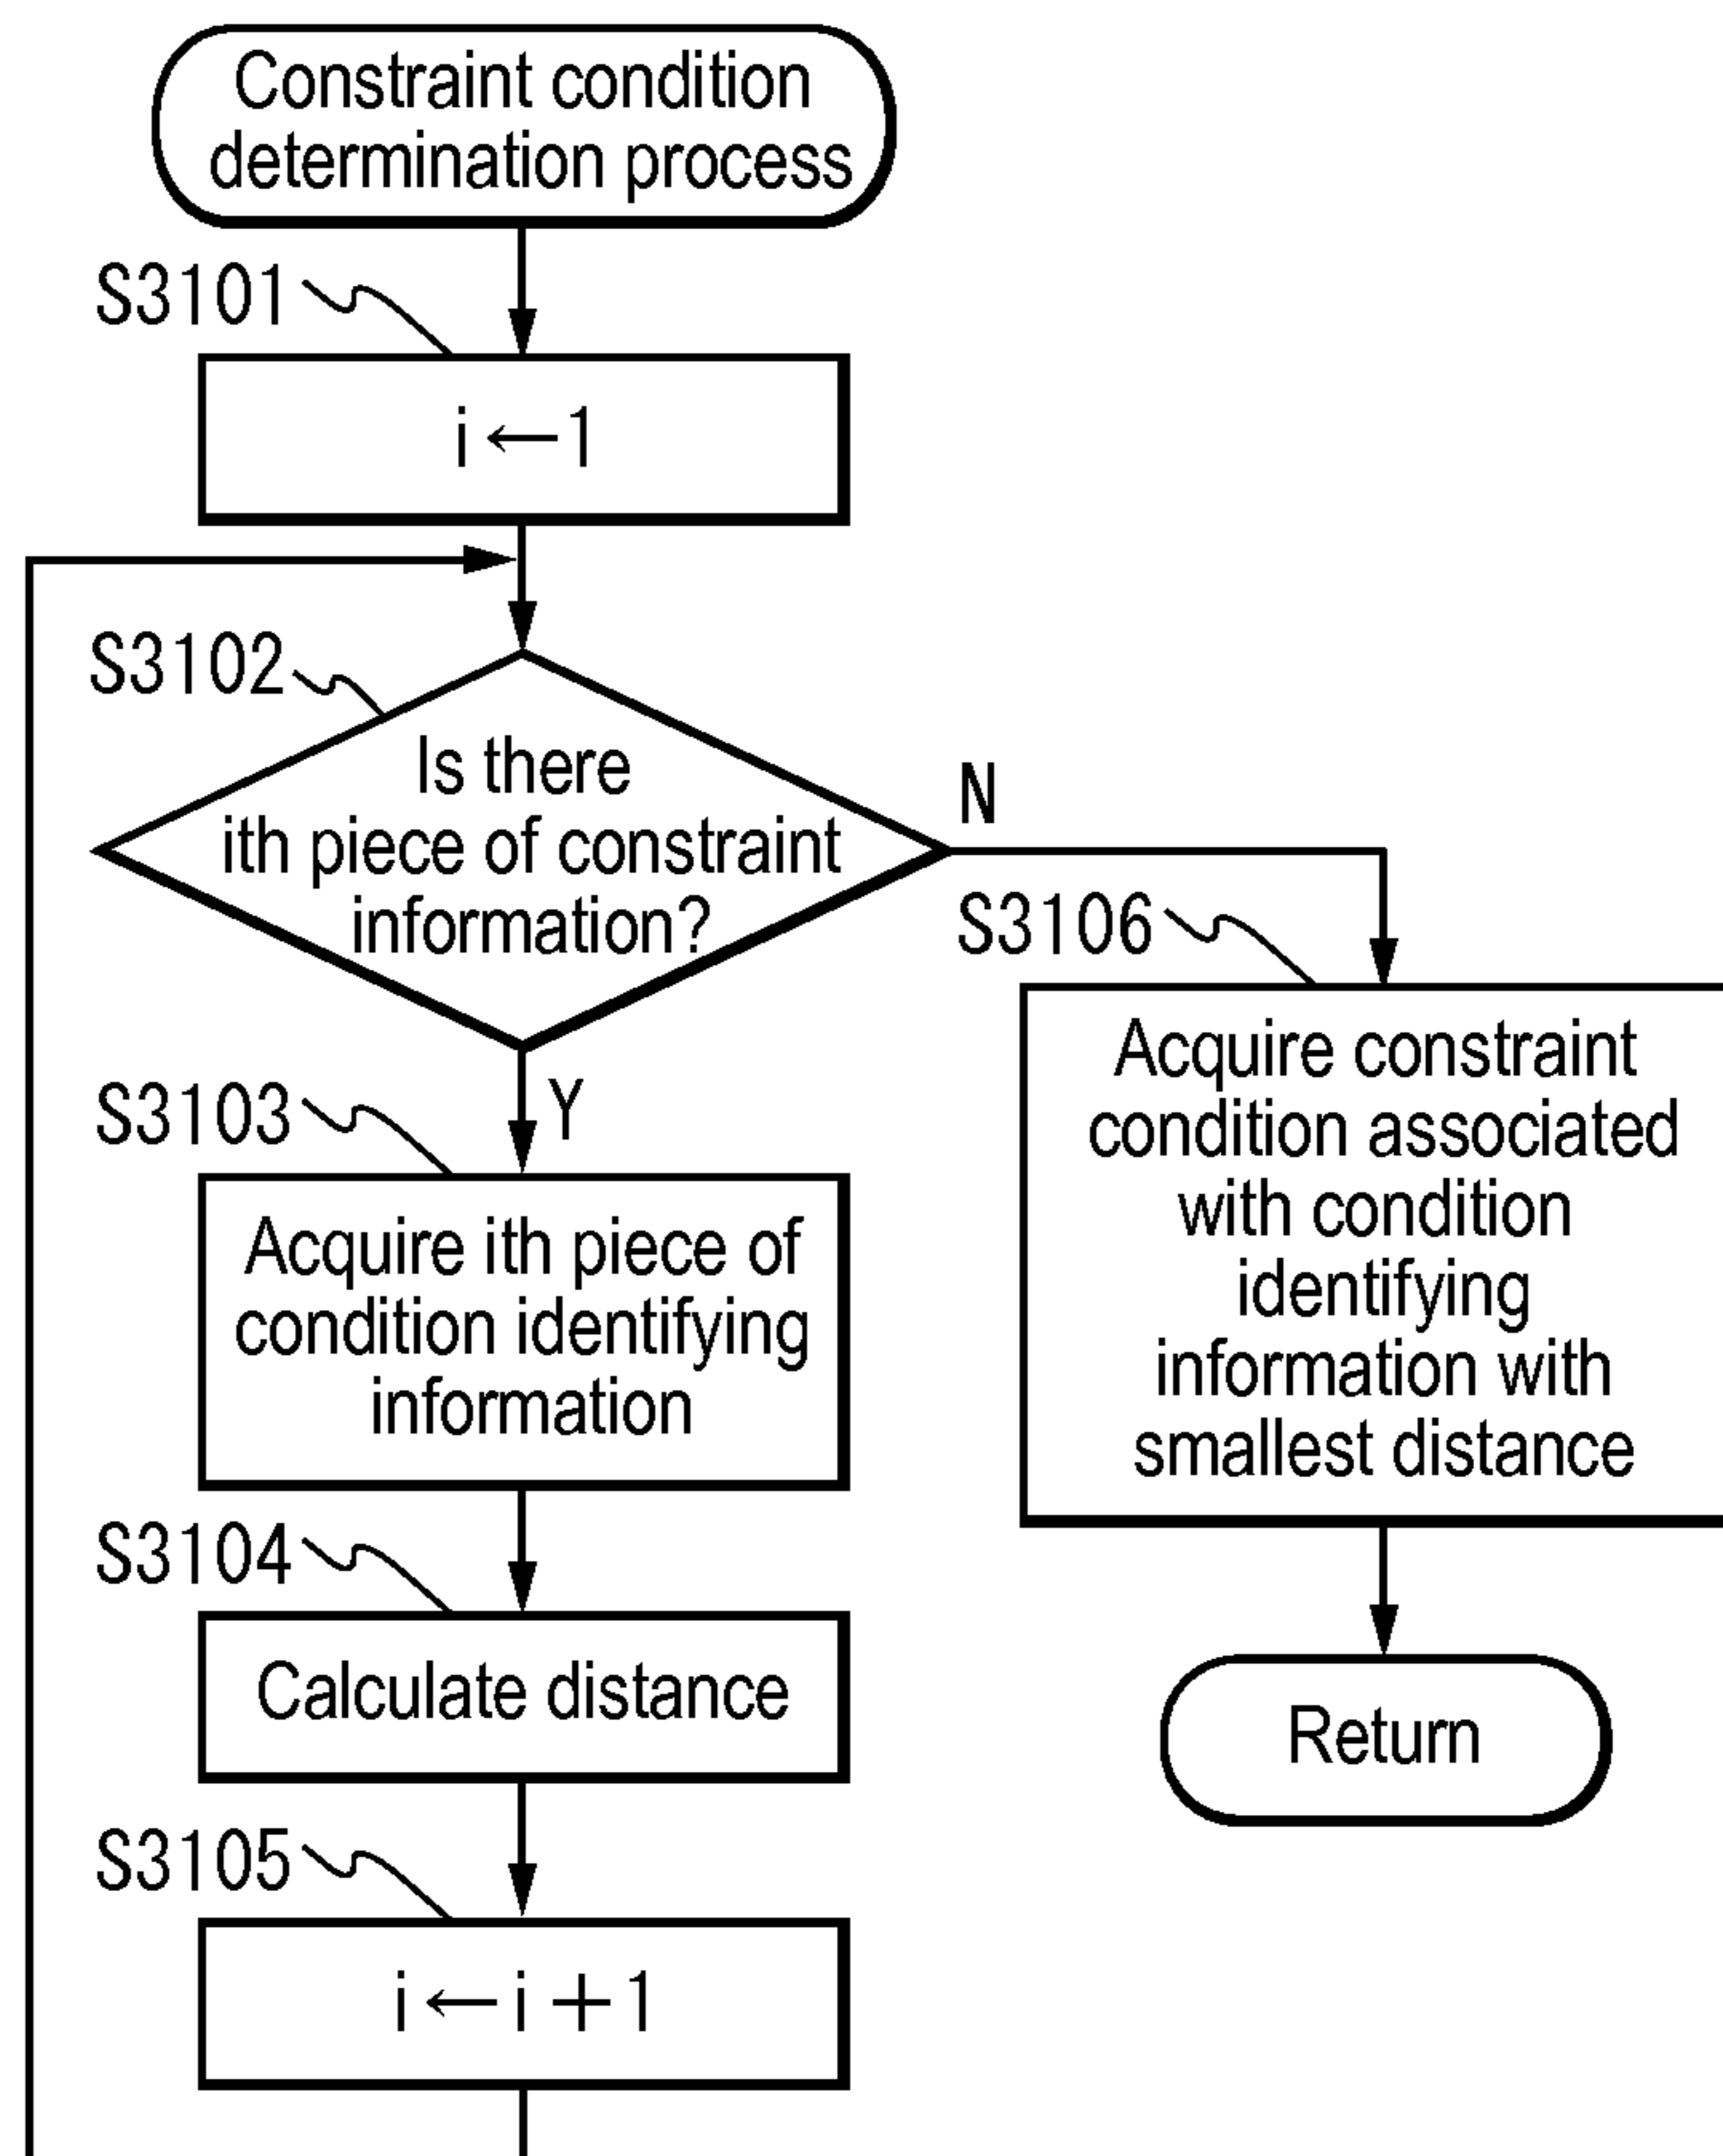 Constraint condition
determination process
S3101
i←1
S3102
Is there
ith piece of constraint
information?
N
Y
S3103
Acquire ith piece of
condition identifying
information
S3104
Calculate distance
S3105
i←i+1
S3106
Acquire constraint
condition associated
with condition
identifying
information with
smallest distance
Return